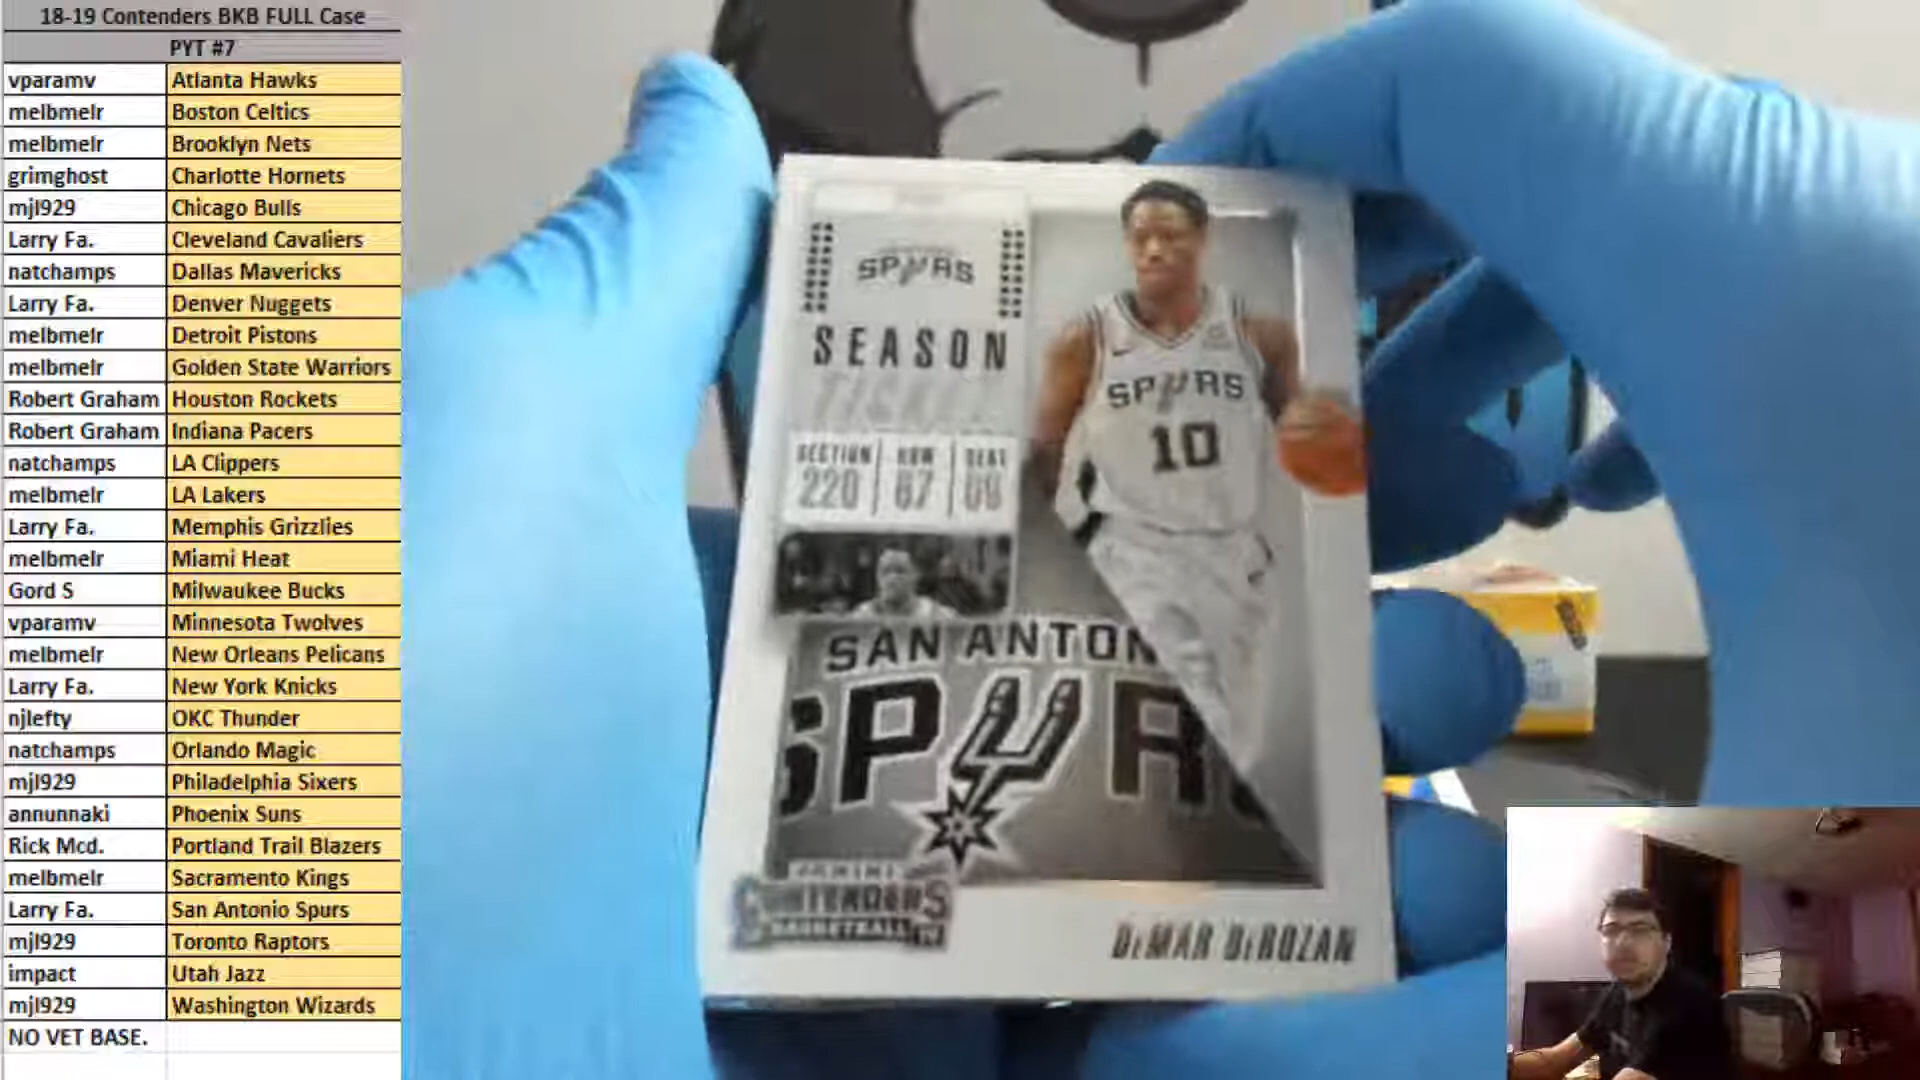 18-19 Contenders BKB FULL Case
PYT #7
vparamv Atlanta Hawks
melbmelr Boston Celtics
melbmelr Brooklyn Nets
grimghost Charlotte Hornets
mjl929 Chicago Bulls
Larry Fa. Cleveland Cavaliers
natchamps Dallas Mavericks
Larry Fa. Denver Nuggets
melbmelr Detroit Pistons
melbmelr Golden State Warriors
Robert Graham Houston Rockets
Robert Graham Indiana Pacers
natchamps LA Clippers
melbmelr LA Lakers
Larry Fa. Memphis Grizzlies
melbmelr Miami Heat
Gord S Milwaukee Bucks
vparamv Minnesota Twolves
melbmelr New Orleans Pelicans
Larry Fa. New York Knicks
njlefty OKC Thunder
natchamps Orlando Magic
mjl929 Philadelphia Sixers
annunnaki Phoenix Suns
Rick Mcd. Portland Trail Blazers
melbmelr Sacramento Kings
Larry Fa. San Antonio Spurs
mjl929 Toronto Raptors
impact Utah Jazz
mjl929 Washington Wizards
NO VET BASE.
SPURS
SEASON
TICKET
SECTION ROW SEAT
220 67 09
SPURS
10
SAN ANTON
SPUR
PANINI
CONTENDERS
BASKETBALL
DeMAR DeROZAN